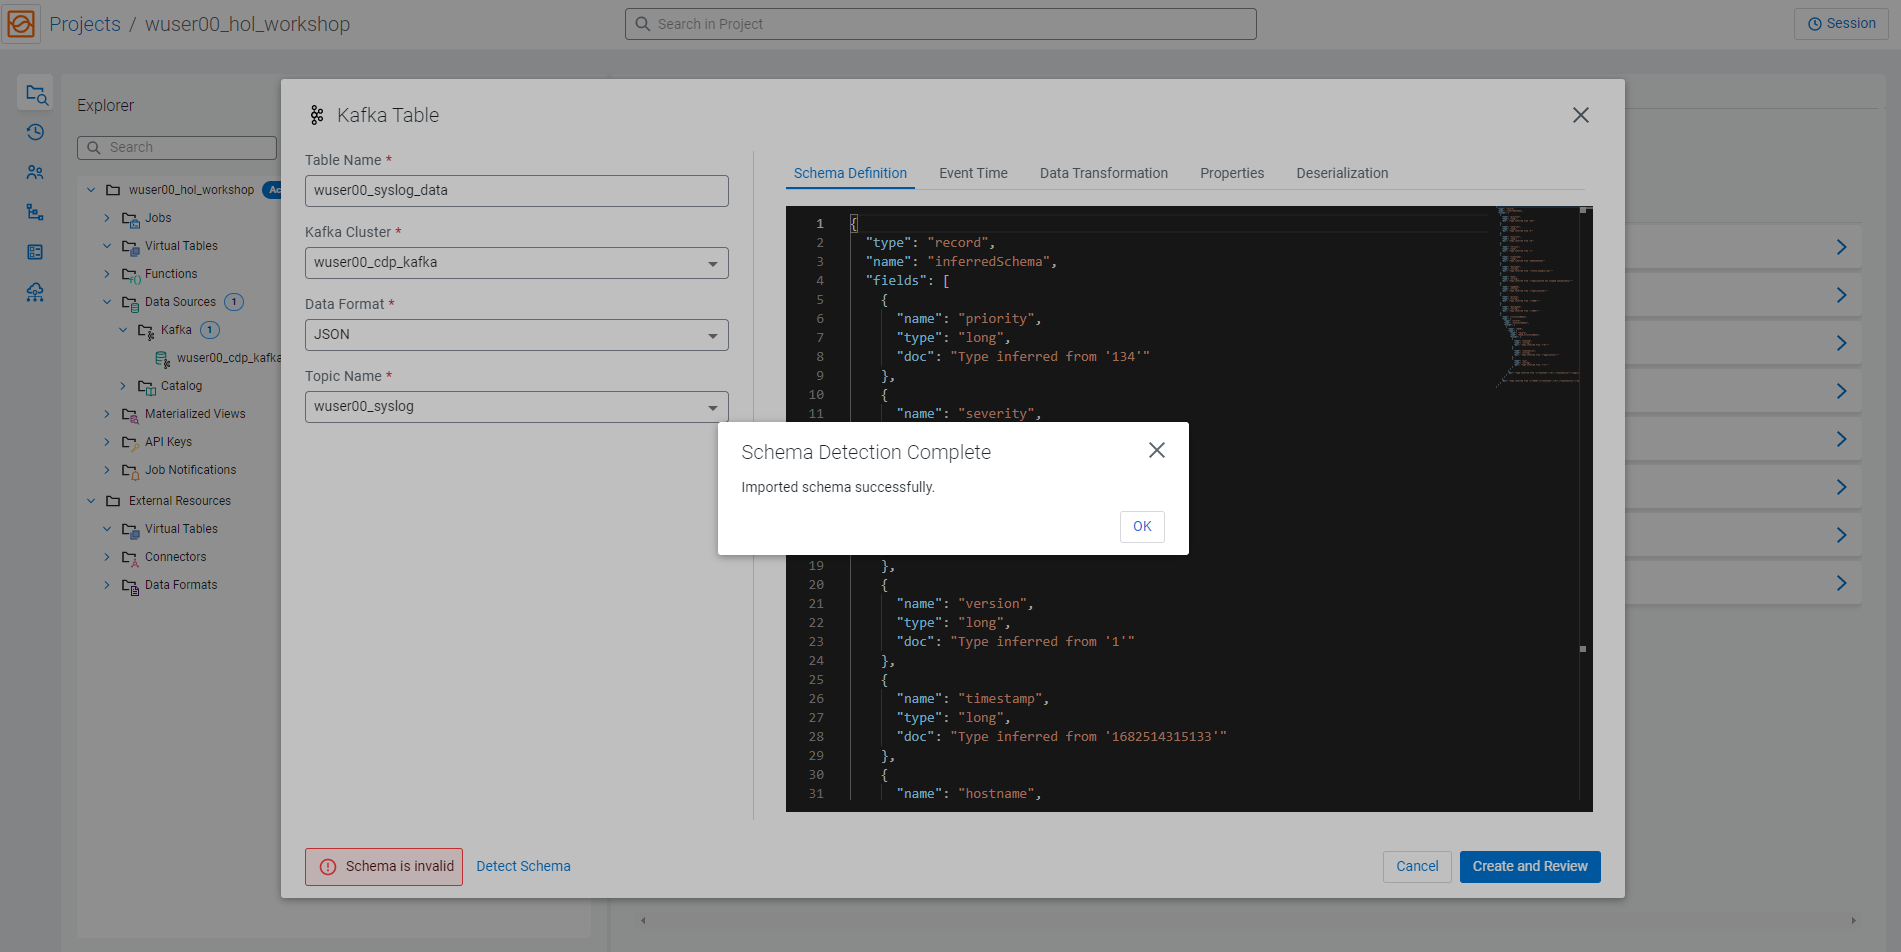 Projects / wuser00_hol_workshop
Search in Project
Session
Explorer
Search
wuser00_hol_workshop
Ac
Jobs
Virtual Tables
Functions
Data Sources 1
Kafka 1
wuser00_cdp_kafka
Catalog
Materialized Views
API Keys
Job Notifications
External Resources
Virtual Tables
Connectors
Data Formats
Kafka Table
Table Name *
wuser00_syslog_data
Kafka Cluster *
wuser00_cdp_kafka
Data Format *
JSON
Topic Name *
wuser00_syslog
Schema Definition Event Time Data Transformation Properties Deserialization
1 {
2 "type": "record",
3 "name": "inferredSchema",
4 "fields": [
5 {
6 "name": "priority",
7 "type": "long",
8 "doc": "Type inferred from '134'"
9 },
10 {
11 "name": "severity",
Schema Detection Complete
Imported schema successfully.
OK
19 },
20 {
21 "name": "version",
22 "type": "long",
23 "doc": "Type inferred from '1'"
24 },
25 {
26 "name": "timestamp",
27 "type": "long",
28 "doc": "Type inferred from '1682514315133'"
29 },
30 {
31 "name": "hostname",
Schema is invalid
Detect Schema
Cancel
Create and Review